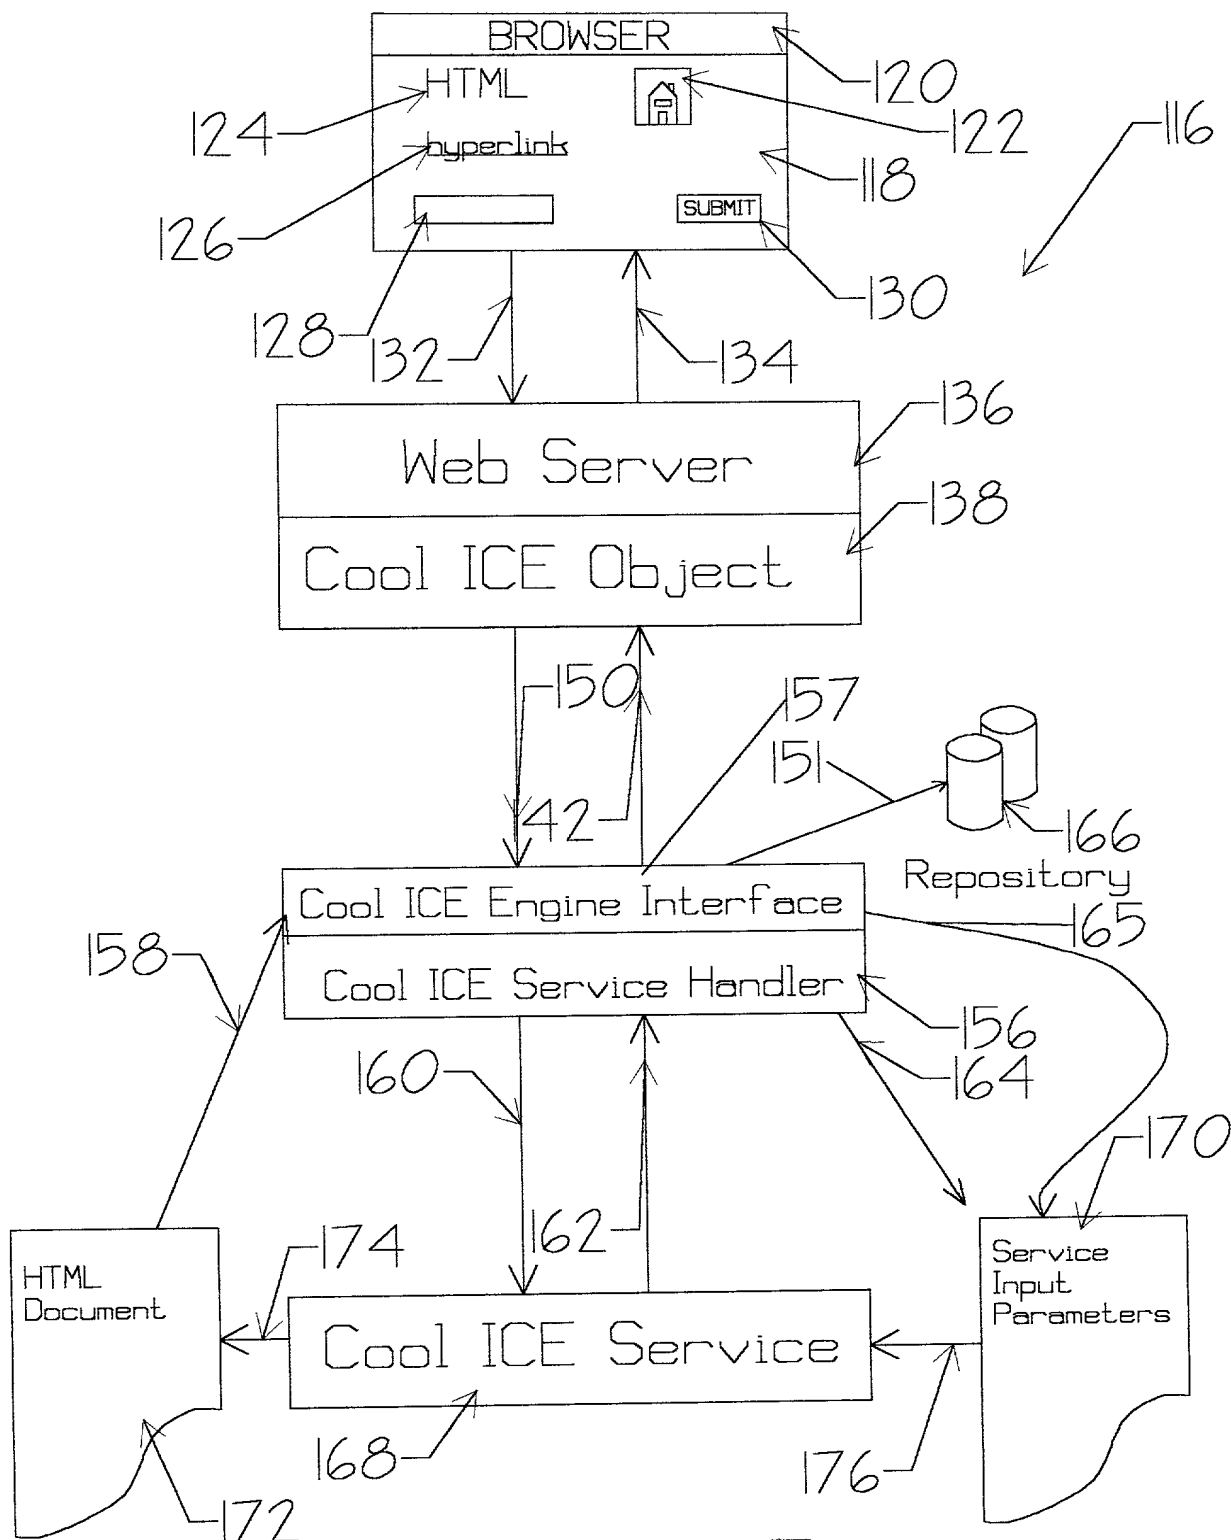 BROWSER
HTML
120
124
122
116
hyperlink
118
126
SUBMIT
130
128
132
134
136
Web Server
138
Cool ICE Object
150
157
151
42
166
Repository
Cool ICE Engine Interface
165
158
Cool ICE Service Handler
156
160
164
170
162
174
HTML
Document
Service
Input
Parameters
Cool ICE Service
168
176
172